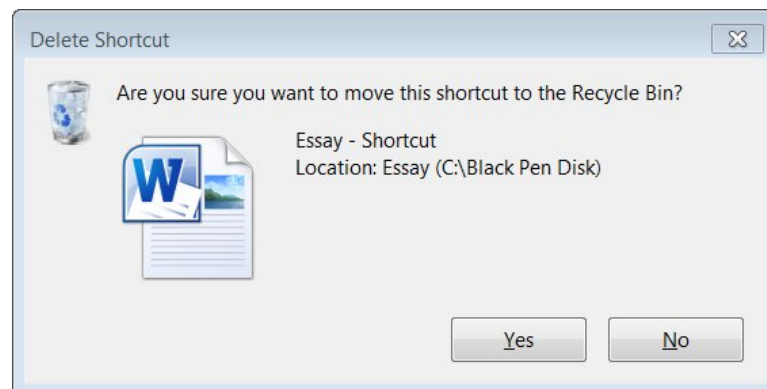 Delete Shortcut
Are you sure you want to move this shortcut to the Recycle Bin?
W
Essay - Shortcut
Location: Essay (C:\Black Pen Disk)
Yes
No